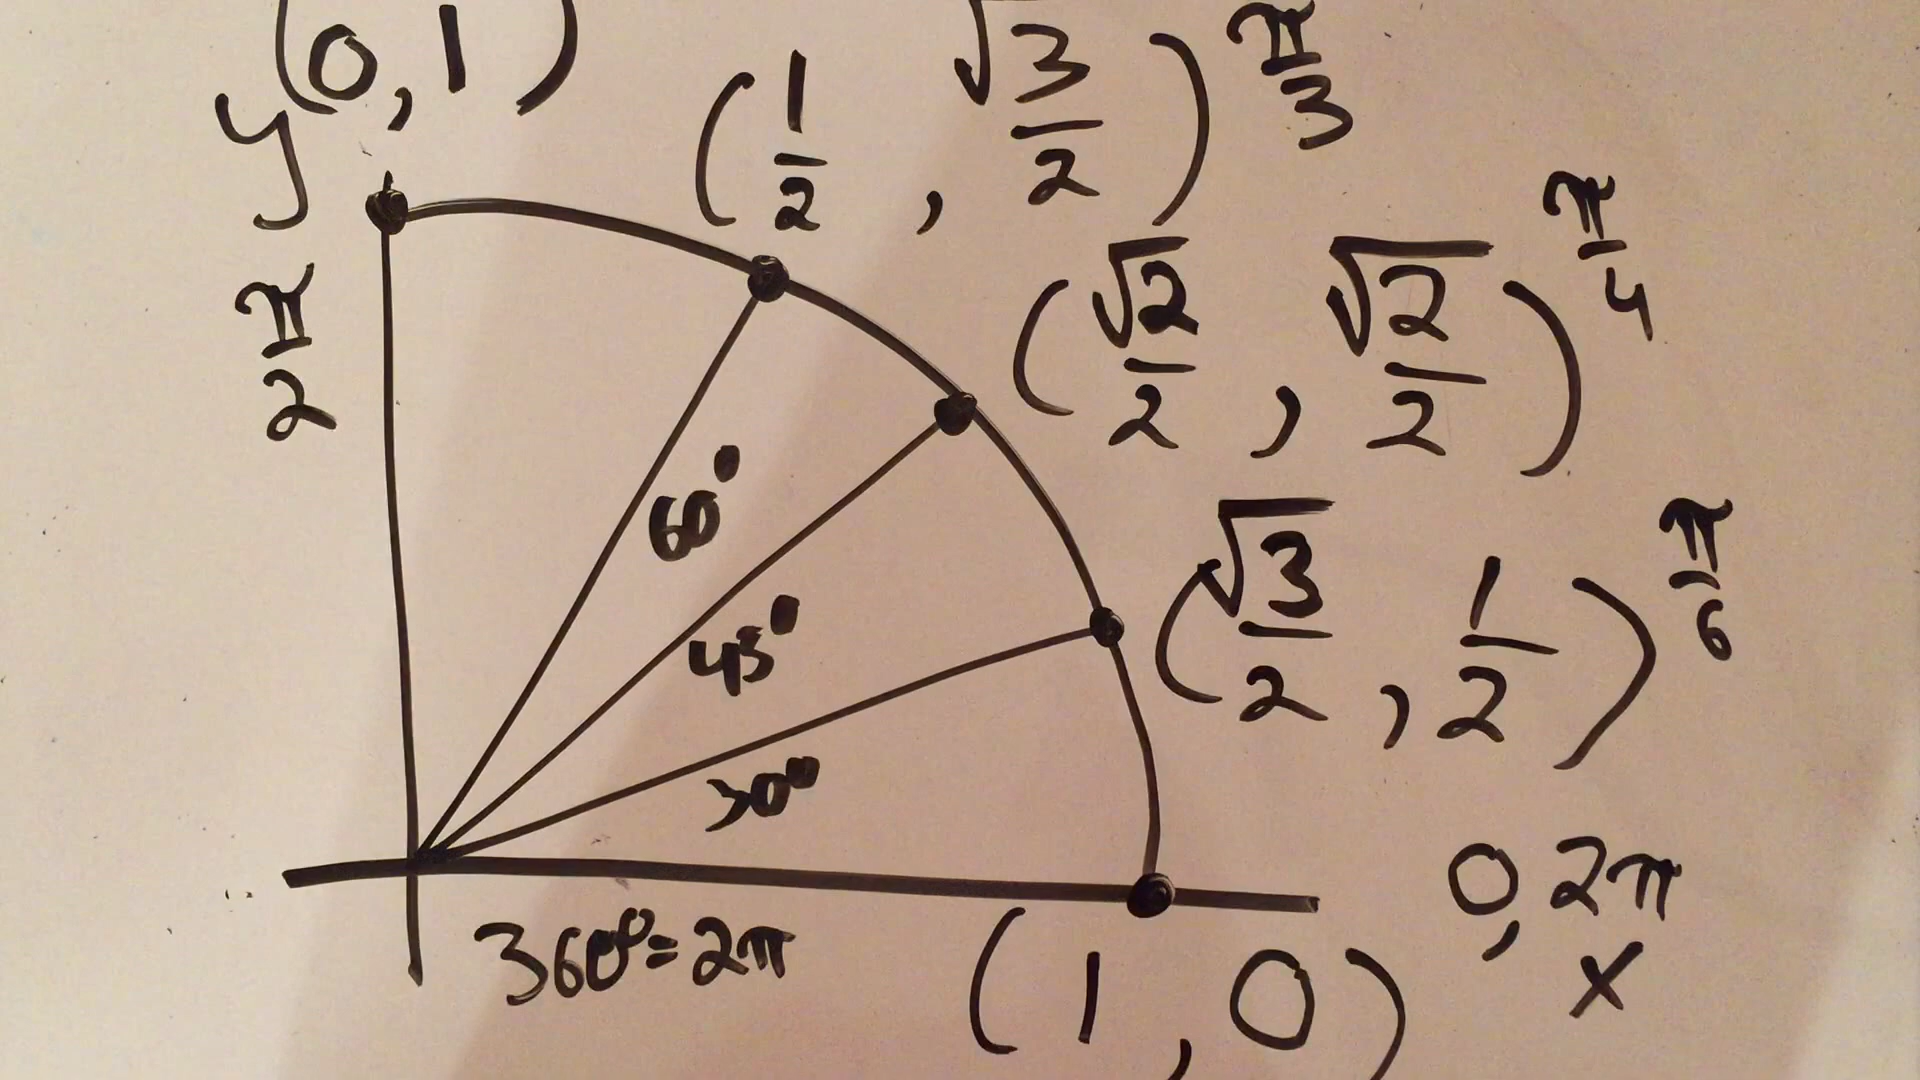 (0,1)
y
(1/2, √3/2) π/3
π/2
(√2/2, √2/2) π/4
60°
(√3/2, 1/2) π/6
45°
30°
0, 2π
360° = 2π
(1, 0)
x